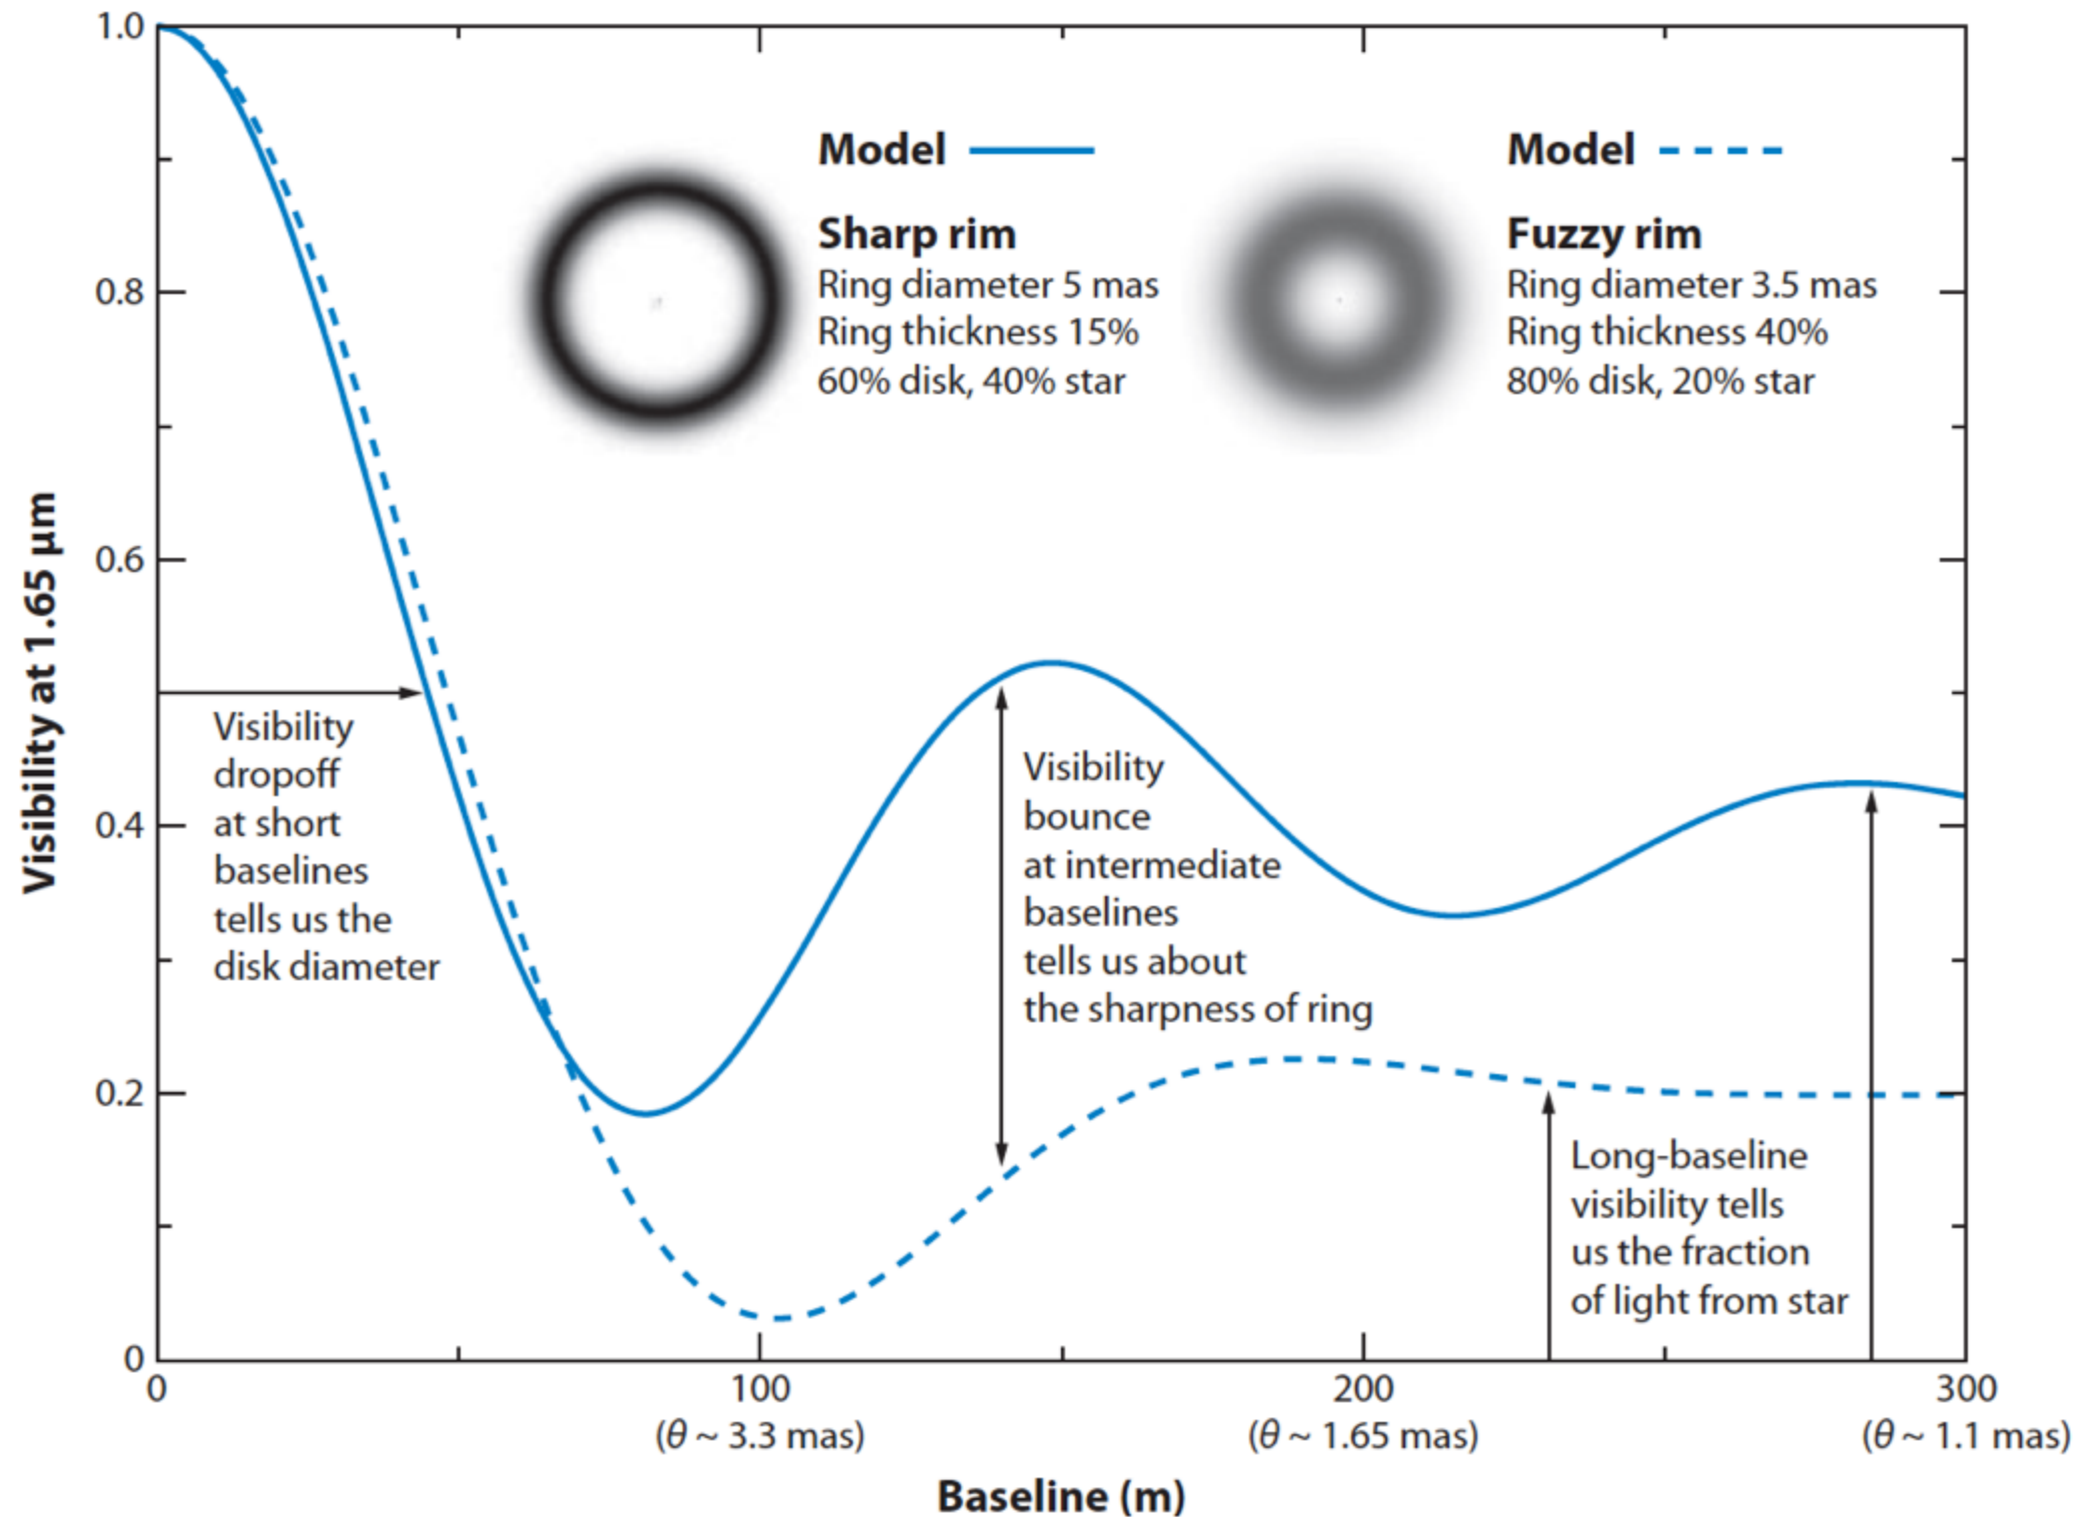 1.0
0.8
0.6
0.4
0.2
0
Visibility at 1.65 μm
Model
Sharp rim
Ring diameter 5 mas
Ring thickness 15%
60% disk, 40% star
Model
Fuzzy rim
Ring diameter 3.5 mas
Ring thickness 40%
80% disk, 20% star
Visibility
dropoff
at short
baselines
tells us the
disk diameter
Visibility
bounce
at intermediate
baselines
tells us about
the sharpness of ring
Long-baseline
visibility tells
us the fraction
of light from star
0
100
200
300
(θ ~ 3.3 mas)
(θ ~ 1.65 mas)
(θ ~ 1.1 mas)
Baseline (m)